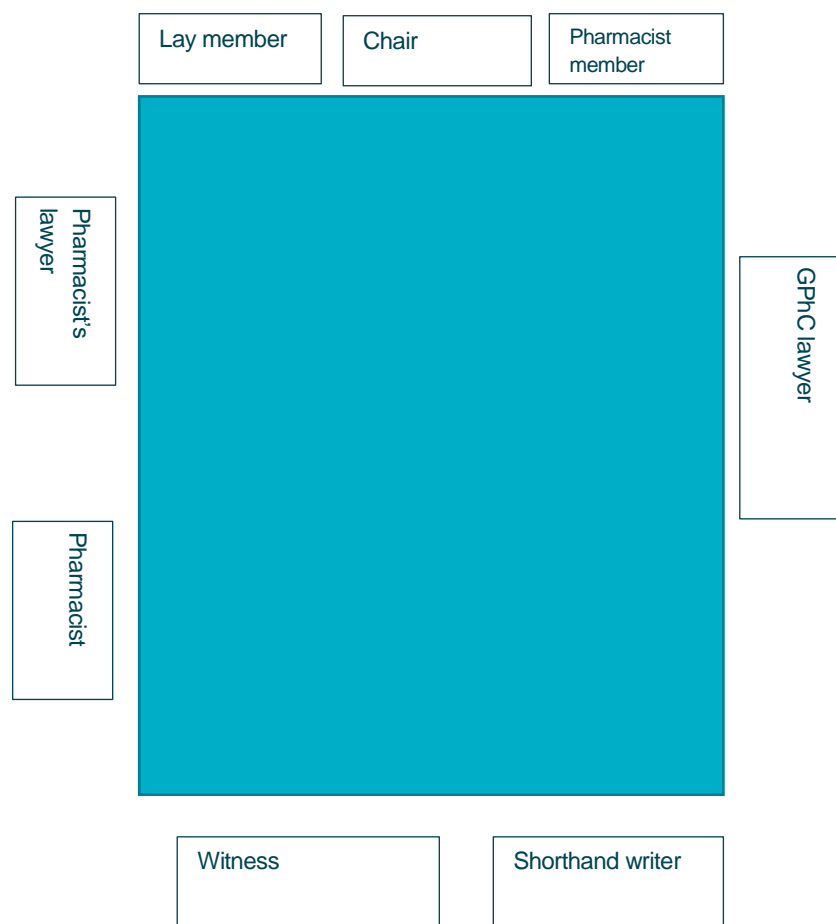 Lay member
Chair
Pharmacist
member
Pharmacist's
lawyer
GPhC lawyer
Pharmacist
Witness
Shorthand writer